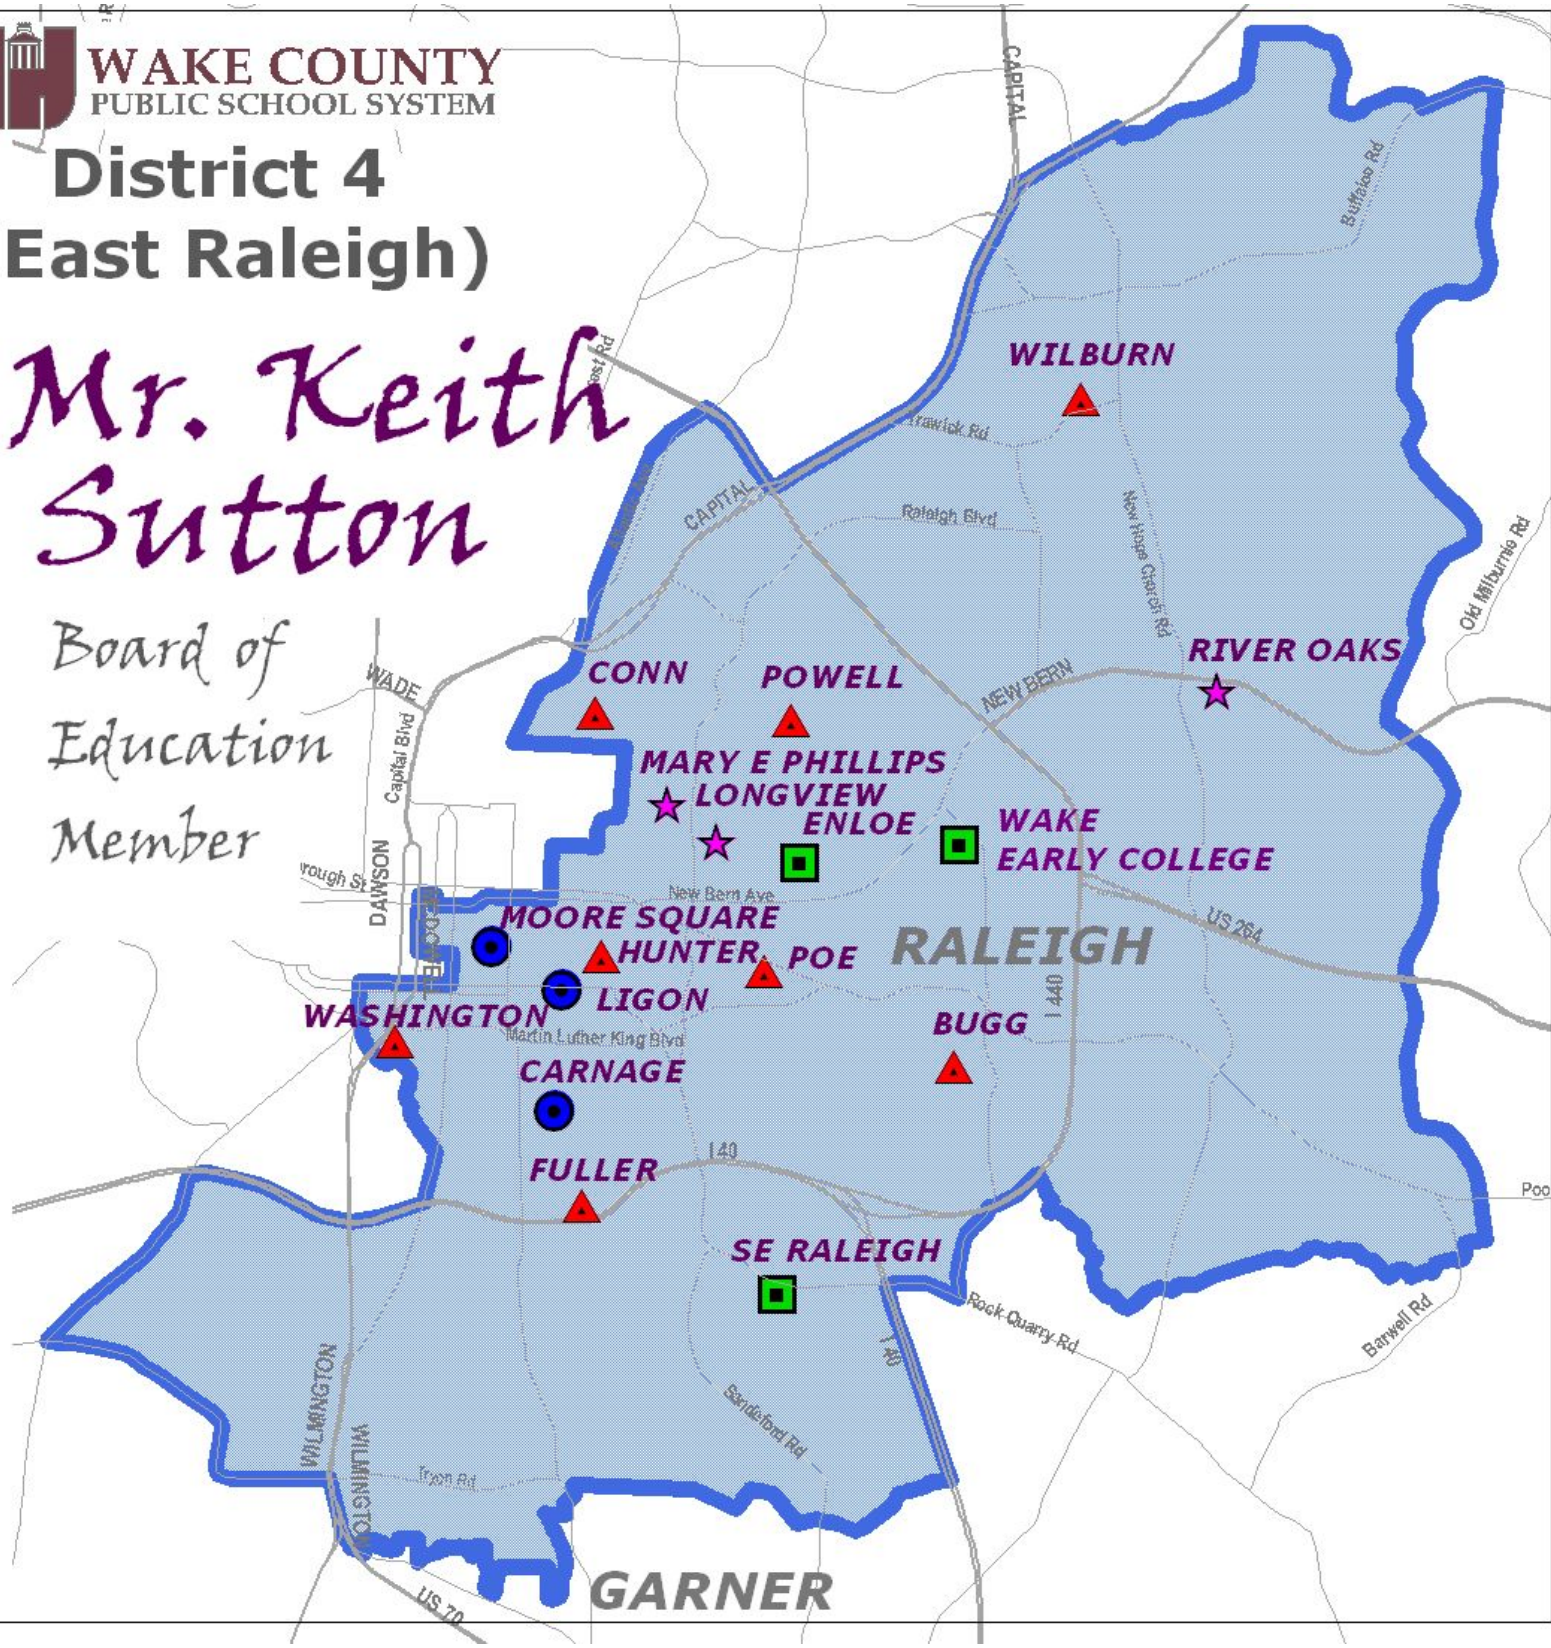 WAKE COUNTY
PUBLIC SCHOOL SYSTEM
District 4
East Raleigh)
Mr. Keith
Sutton
Board of
Education
Member
CAPITAL
Buffaloo Rd
WILBURN
Trawick Rd
CAPITAL
Raleigh Blvd
New Hope Church Rd
Old Milburnie Rd
RIVER OAKS
CONN
POWELL
NEW BERN
WADE
Capital Blvd
MARY E PHILLIPS
LONGVIEW
ENLOE
WAKE
EARLY COLLEGE
DAWSON
New Bern Ave
MOORE SQUARE
HUNTER
POE
RALEIGH
US 264
LIGON
WASHINGTON
Martin Luther King Blvd
I 440
BUGG
CARNAGE
I 40
FULLER
Poo
SE RALEIGH
Rock Quarry Rd
Barwell Rd
I 40
WILMINGTON
Sandeford Rd
WILMINGTON
Tryon Rd
GARNER
US 70